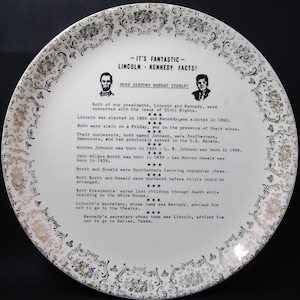 —IT'S FANTASTIC—
LINCOLN - KENNEDY FACTS!
DOES HISTORY REPEAT ITSELF?
Both of our presidents, Lincoln and Kennedy, were
concerned with the issue of Civil Rights.
Lincoln was elected in 1860 and Kennedy was elected in 1960.
Both were slain on a Friday, and in the presence of their wives.
Their successors, both named Johnson, were Southerners,
Democrats, and had previously served in the U.S. Senate.
Andrew Johnson was born in 1808 - L. B. Johnson was born in 1908.
John Wilkes Booth was born in 1839 - Lee Harvey Oswald was
born in 1939.
Booth and Oswald were Southerners favoring unpopular ideas.
Both Booth and Oswald were murdered before trials could be
arranged.
Both Presidents' wives lost children through death while
residing in the White House.
Lincoln's secretary, whose name was Kennedy, advised him
not to go to the theatre.
Kennedy's secretary whose name was Lincoln, advised him
not to go to Dallas, Texas.